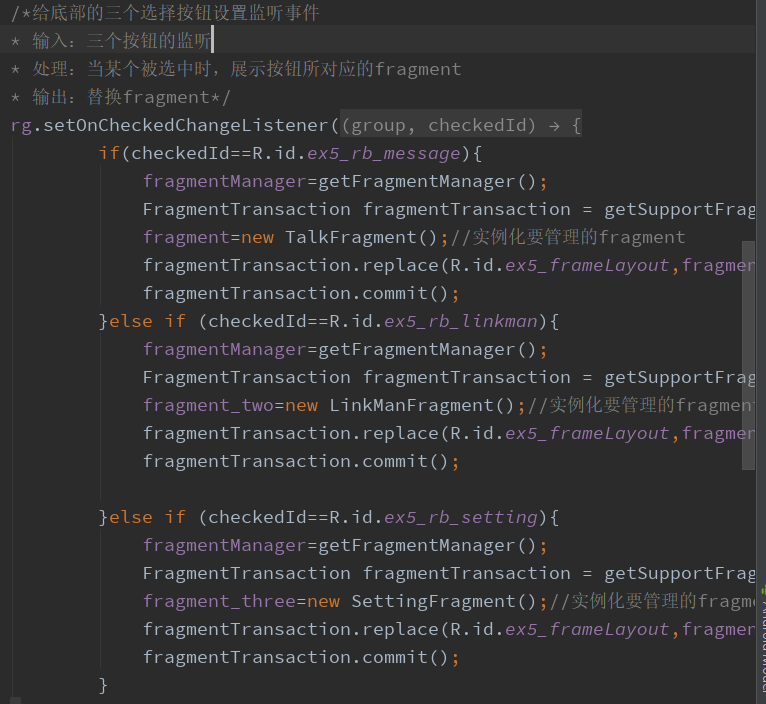 /*给底部的三个选择按钮设置监听事件
* 输入：三个按钮的监听
* 处理：当某个被选中时，展示按钮所对应的fragment
* 输出：替换fragment*/
rg.setOnCheckedChangeListener((group, checkedId) → {
if(checkedId==R.id.ex5_rb_message){
fragmentManager=getFragmentManager();
FragmentTransaction fragmentTransaction = getSupportFrag
fragment=new TalkFragment();//实例化要管理的fragment
fragmentTransaction.replace(R.id.ex5_frameLayout,fragmen
fragmentTransaction.commit();
}else if (checkedId==R.id.ex5_rb_linkman){
fragmentManager=getFragmentManager();
FragmentTransaction fragmentTransaction = getSupportFrag
fragment_two=new LinkManFragment();//实例化要管理的fragment
fragmentTransaction.replace(R.id.ex5_frameLayout,fragmen
fragmentTransaction.commit();
}else if (checkedId==R.id.ex5_rb_setting){
fragmentManager=getFragmentManager();
FragmentTransaction fragmentTransaction = getSupportFrag
fragment_three=new SettingFragment();//实例化要管理的fragme
fragmentTransaction.replace(R.id.ex5_frameLayout,fragmen
fragmentTransaction.commit();
}